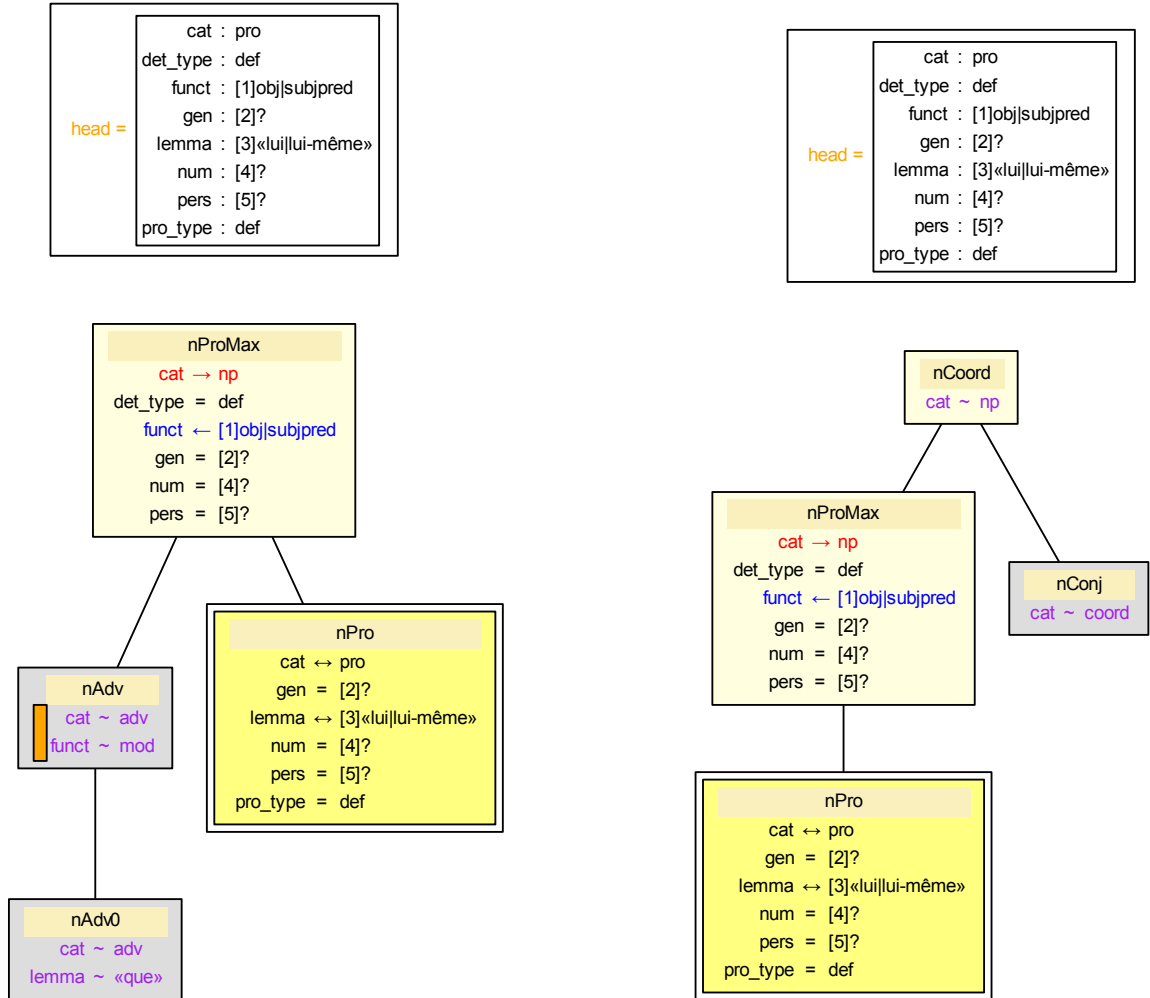 head =
cat : pro
det_type : def
funct : [1]obj|subjpred
gen : [2]?
lemma : [3]«lui|lui-même»
num : [4]?
pers : [5]?
pro_type : def
nProMax
cat → np
det_type = def
funct ← [1]obj|subjpred
gen = [2]?
num = [4]?
pers = [5]?
nPro
cat ↔ pro
gen = [2]?
lemma ↔ [3]«lui|lui-même»
num = [4]?
pers = [5]?
pro_type = def
nAdv
cat ~ adv
funct ~ mod
nAdv0
cat ~ adv
lemma ~ «que»
head =
cat : pro
det_type : def
funct : [1]obj|subjpred
gen : [2]?
lemma : [3]«lui|lui-même»
num : [4]?
pers : [5]?
pro_type : def
nCoord
cat ~ np
nProMax
cat → np
det_type = def
funct ← [1]obj|subjpred
gen = [2]?
num = [4]?
pers = [5]?
nConj
cat ~ coord
nPro
cat ↔ pro
gen = [2]?
lemma ↔ [3]«lui|lui-même»
num = [4]?
pers = [5]?
pro_type = def